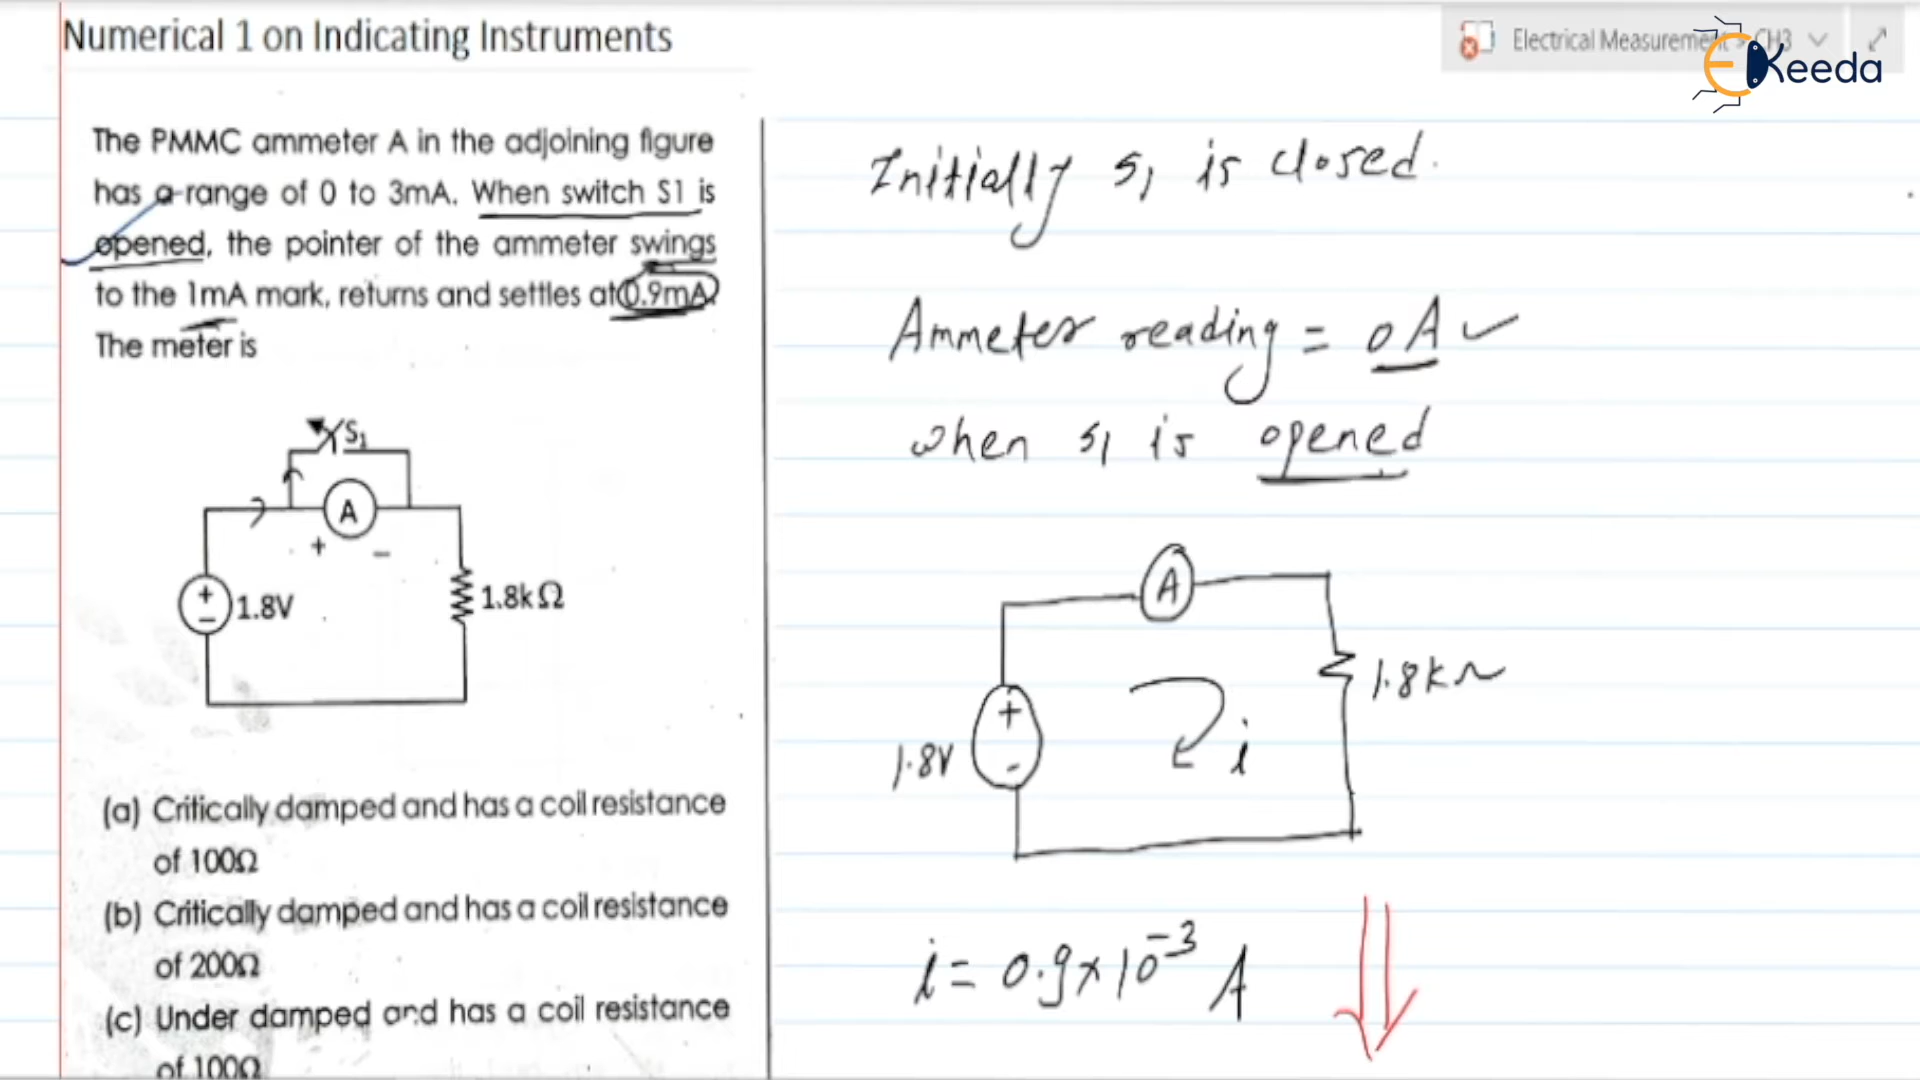 Numerical 1 on Indicating Instruments
Electrical Measurement > CH3
EKeeda
The PMMC ammeter A in the adjoining figure
has a range of 0 to 3mA. When switch S1 is
opened, the pointer of the ammeter swings
to the 1mA mark, returns and settles at 0.9mA.
The meter is
S1
A
+ −
+
−
1.8V
1.8kΩ
(a) Critically damped and has a coil resistance
of 100Ω
(b) Critically damped and has a coil resistance
of 200Ω
(c) Under damped and has a coil resistance
of 100Ω
Initially S1 is closed.
Ammeter reading = 0A ✓
when S1 is opened
A
1.8kΩ
+
-
1.8V
i
i = 0.9×10⁻³ A